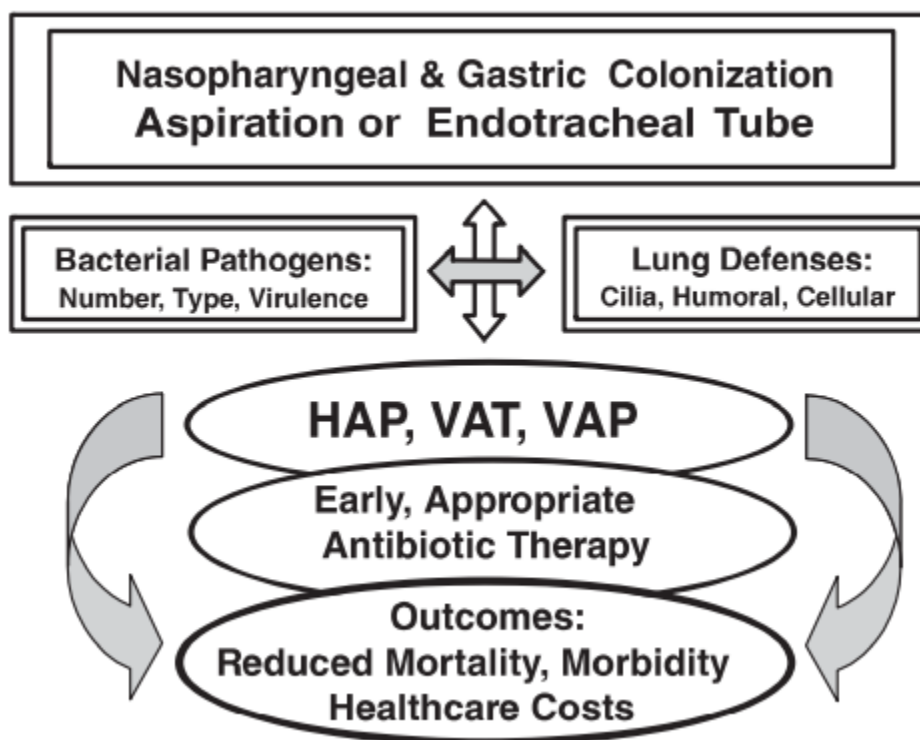 Nasopharyngeal & Gastric Colonization
Aspiration or Endotracheal Tube
Bacterial Pathogens:
Number, Type, Virulence
Lung Defenses:
Cilia, Humoral, Cellular
HAP, VAT, VAP
Early, Appropriate
Antibiotic Therapy
Outcomes:
Reduced Mortality, Morbidity
Healthcare Costs